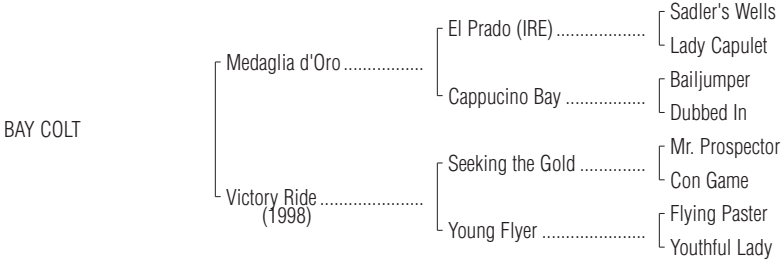 Sadler's Wells
El Prado (IRE) ....................
Lady Capulet
Medaglia d'Oro .................
Bailjumper
Cappucino Bay .................
Dubbed In
BAY COLT
Mr. Prospector
Seeking the Gold ..............
Con Game
Victory Ride ......................
(1998)
Flying Paster
Young Flyer ......................
Youthful Lady